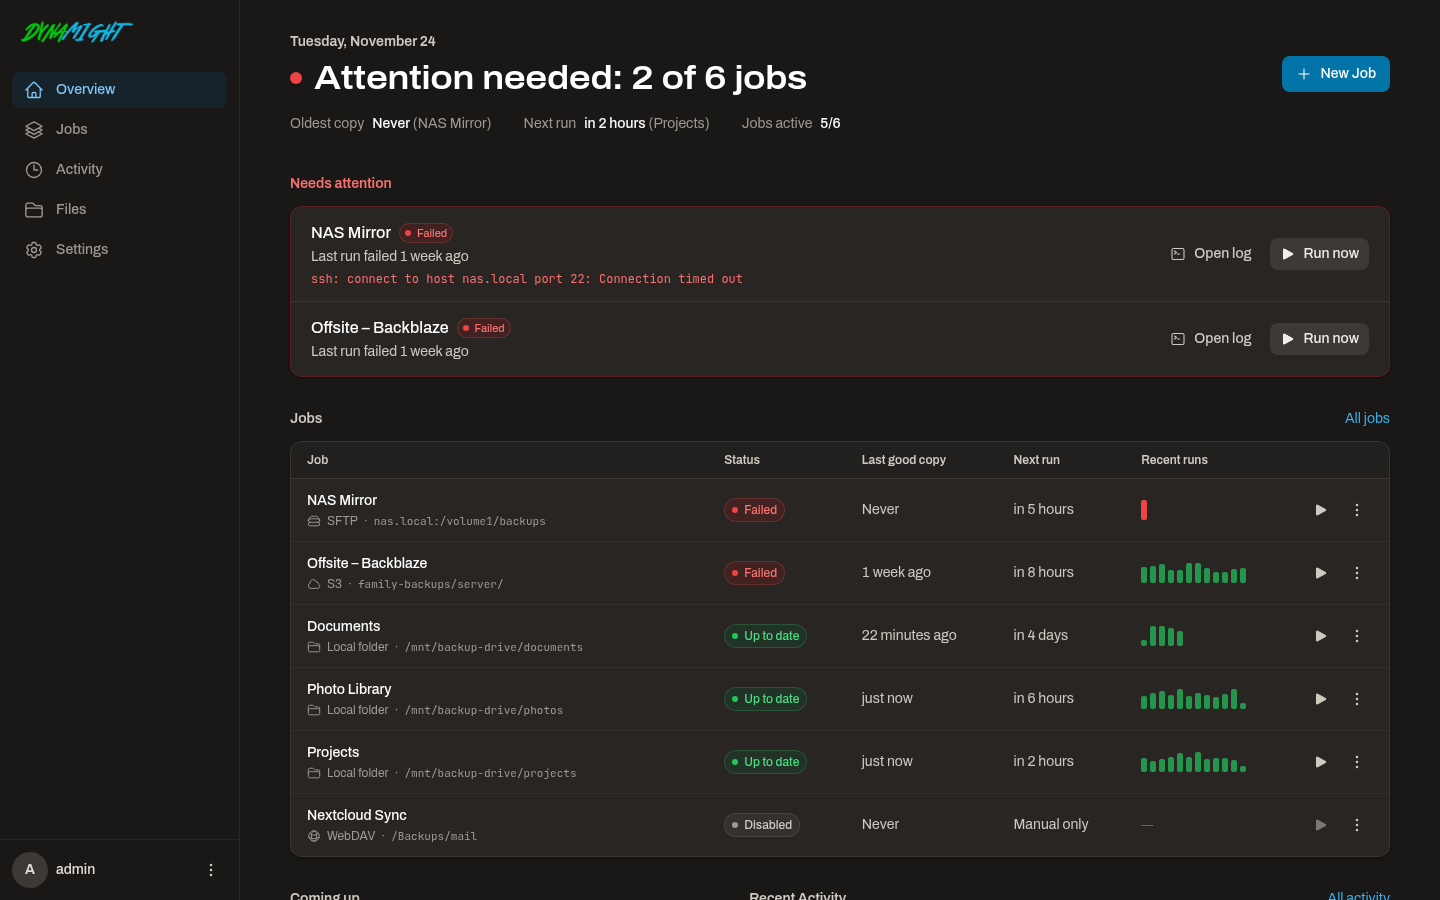 DYNAMIGHT
Overview
Jobs
Activity
Files
Settings
A
admin
Tuesday, November 24
Attention needed: 2 of 6 jobs
New Job
Oldest copy Never (NAS Mirror) Next run in 2 hours (Projects) Jobs active 5/6
Needs attention
NAS Mirror Failed
Last run failed 1 week ago
ssh: connect to host nas.local port 22: Connection timed out
Open log Run now
Offsite – Backblaze Failed
Last run failed 1 week ago
Open log Run now
Jobs All jobs
Job Status Last good copy Next run Recent runs
NAS Mirror
SFTP · nas.local:/volume1/backups
Failed Never in 5 hours
Offsite – Backblaze
S3 · family-backups/server/
Failed 1 week ago in 8 hours
Documents
Local folder · /mnt/backup-drive/documents
Up to date 22 minutes ago in 4 days
Photo Library
Local folder · /mnt/backup-drive/photos
Up to date just now in 6 hours
Projects
Local folder · /mnt/backup-drive/projects
Up to date just now in 2 hours
Nextcloud Sync
WebDAV · /Backups/mail
Disabled Never Manual only —
Coming up Recent Activity All activity